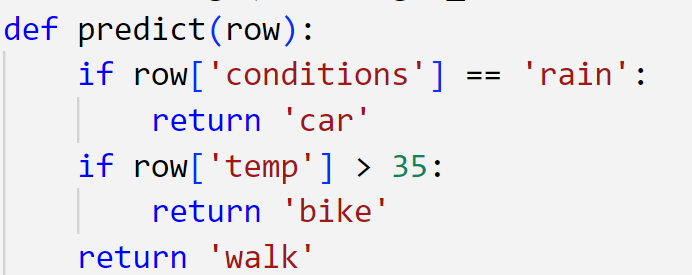 def predict(row):
    if row['conditions'] == 'rain':
        return 'car'
    if row['temp'] > 35:
        return 'bike'
    return 'walk'